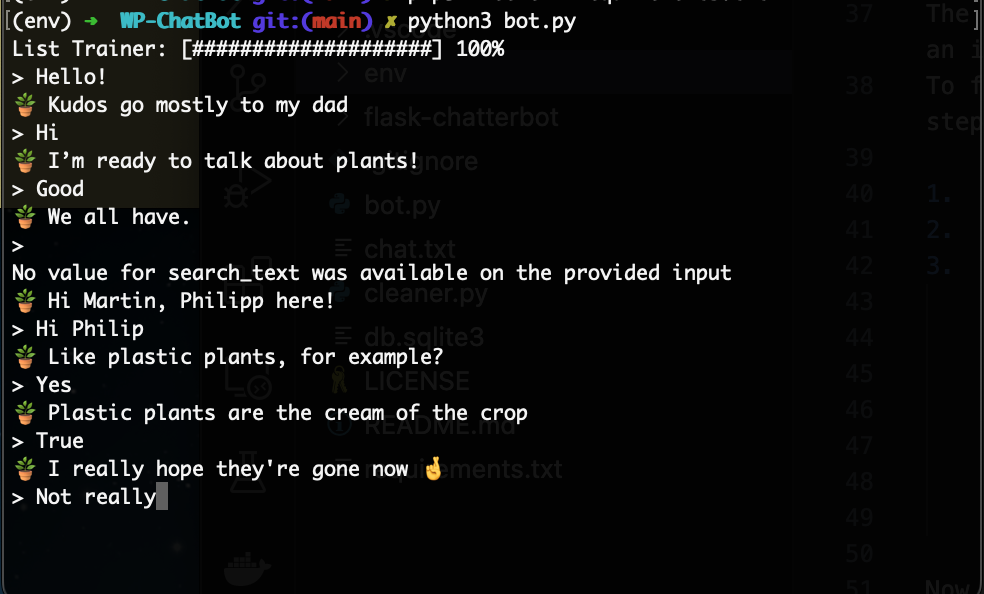 (env) → WP-ChatBot git:(main) ✗ python3 bot.py
List Trainer: [####################] 100%
> Hello!
🪴 Kudos go mostly to my dad
> Hi
🪴 I’m ready to talk about plants!
> Good
🪴 We all have.
>
No value for search_text was available on the provided input
🪴 Hi Martin, Philipp here!
> Hi Philip
🪴 Like plastic plants, for example?
> Yes
🪴 Plastic plants are the cream of the crop
> True
🪴 I really hope they're gone now 🤞
> Not really
env
flask-chatterbot
bot.py
chat.txt
cleaner.py
db.sqlite3
LICENSE
README.md
requirements.txt
37 The
an
38 To
step
39
40 1.
41 2.
42 3.
43
44
45
46
47
48
49
50
51 Now